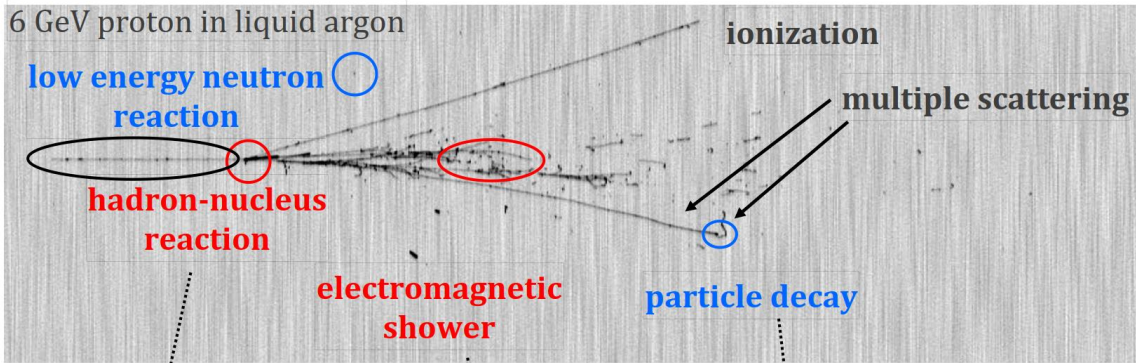 6 GeV proton in liquid argon
ionization
low energy neutron
reaction
multiple scattering
hadron-nucleus
reaction
electromagnetic
shower
particle decay